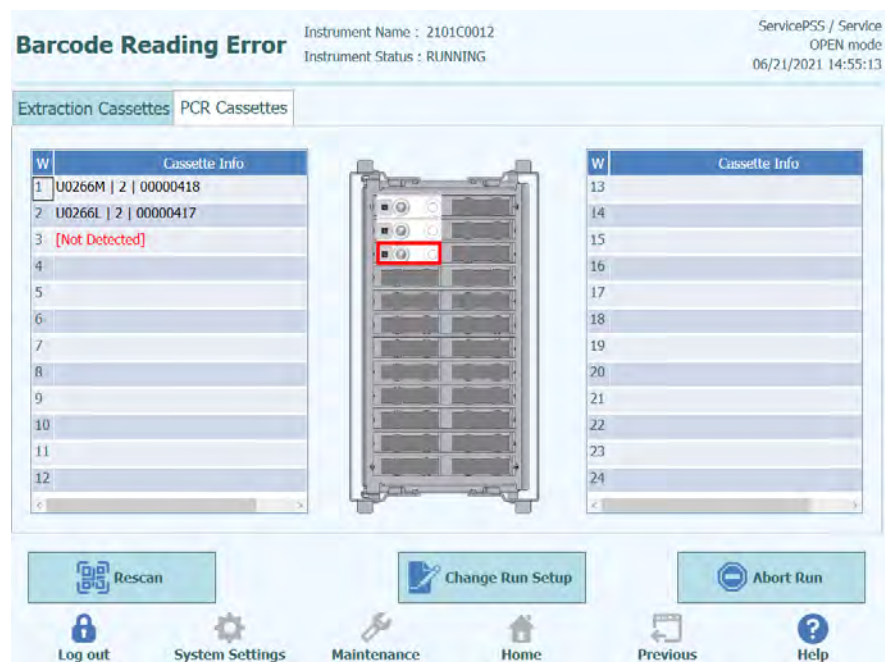 Barcode Reading Error
Instrument Name : 2101C0012
Instrument Status : RUNNING
ServicePSS / Service
OPEN mode
06/21/2021 14:55:13
Extraction Cassettes PCR Cassettes
W Cassette Info
1 U0266M | 2 | 00000418
2 U0266L | 2 | 00000417
3 [Not Detected]
4
5
6
7
8
9
10
11
12
W Cassette Info
13
14
15
16
17
18
19
20
21
22
23
24
Rescan
Change Run Setup
Abort Run
Log out System Settings Maintenance Home Previous Help